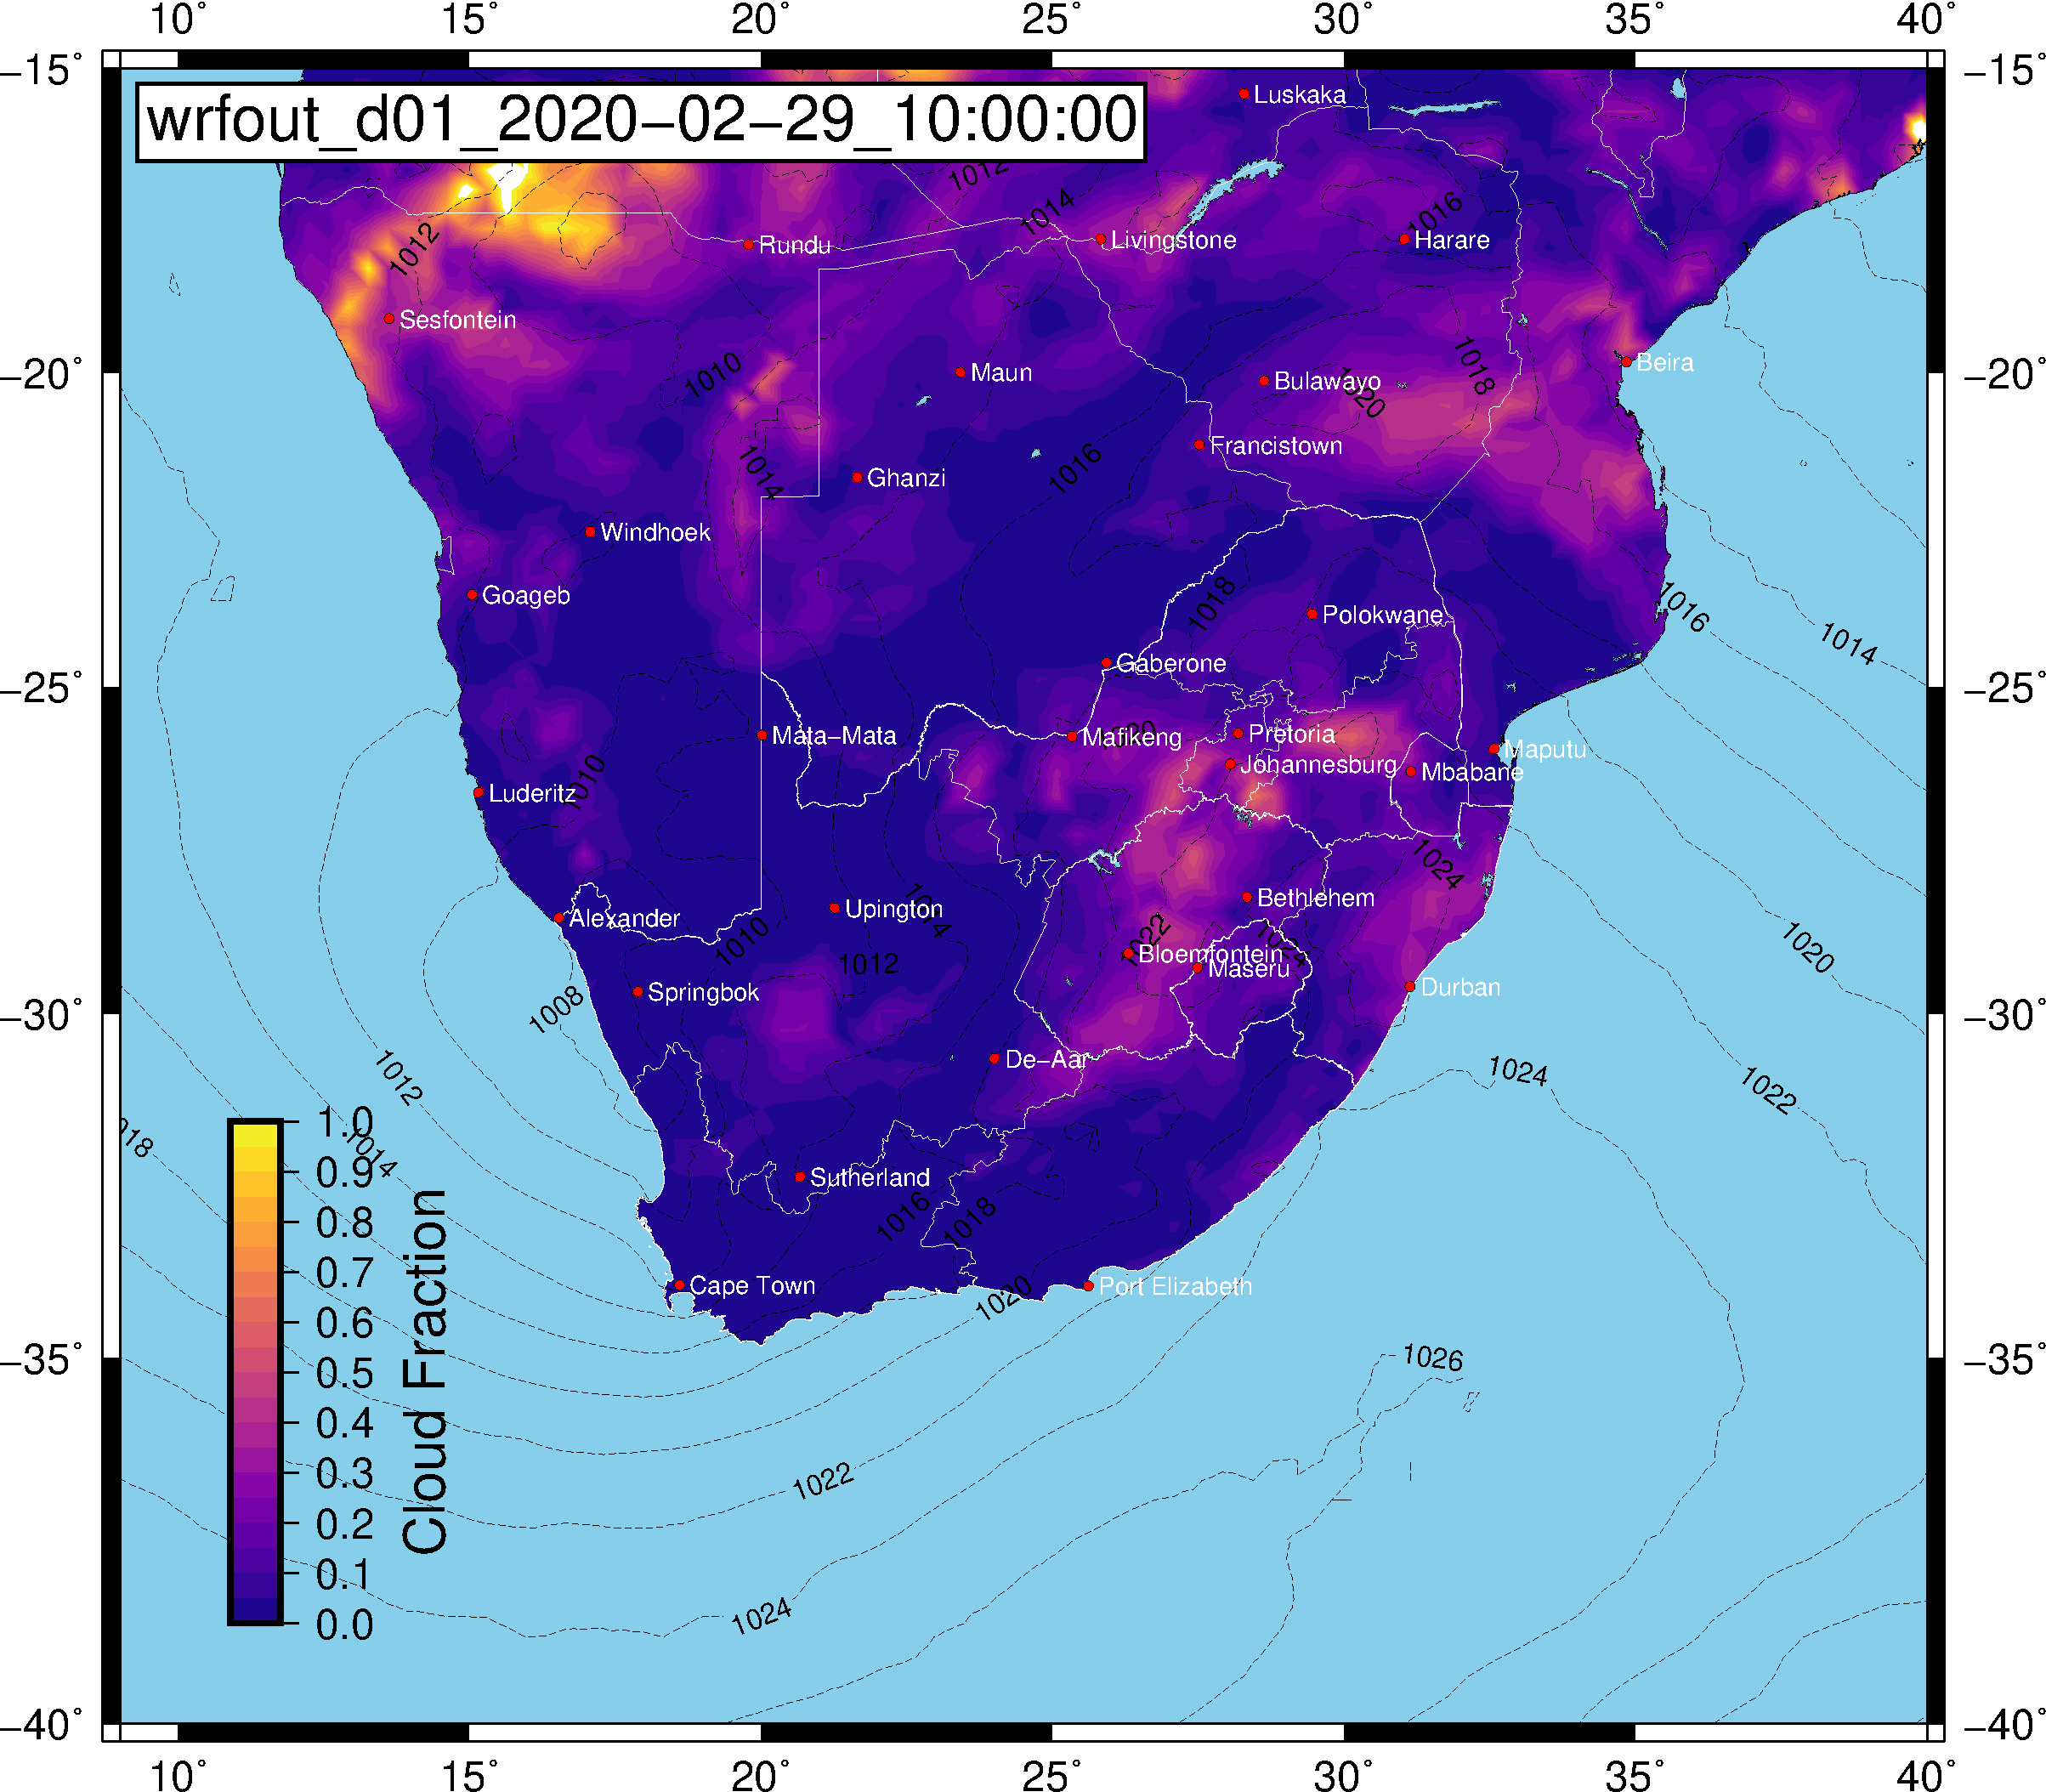 10° 15° 20° 25° 30° 35° 40°
−15° −15°
wrfout_d01_2020−02−29_10:00:00
Luskaka
1012
1014
1016
1012
Rundu
Livingstone
Harare
Sesfontein
1010
1018
Beira
−20° −20°
Maun
Bulawayo
1020
Francistown
1014
1016
Ghanzi
Windhoek
Goageb
1018
1016
Polokwane
1014
Gaberone
−25° −25°
Mata−Mata
Mafikeng
1020
Pretoria
Maputu
Johannesburg
Mbabane
1010
Luderitz
1024
Bethlehem
Upington
1014
Alexander
1010
1022
1024
1020
Bloemfontein
1012
Maseru
Durban
Springbok
1008
−30° −30°
De−Aar
1012
1024
1022
1018
1014
Sutherland
1016
1018
Cape Town
1020
Port Elizabeth
−35° −35°
1026
1022
1024
1.0
0.9
0.8
0.7
0.6
0.5
0.4
0.3
0.2
0.1
0.0
Cloud Fraction
−40° −40°
10° 15° 20° 25° 30° 35° 40°